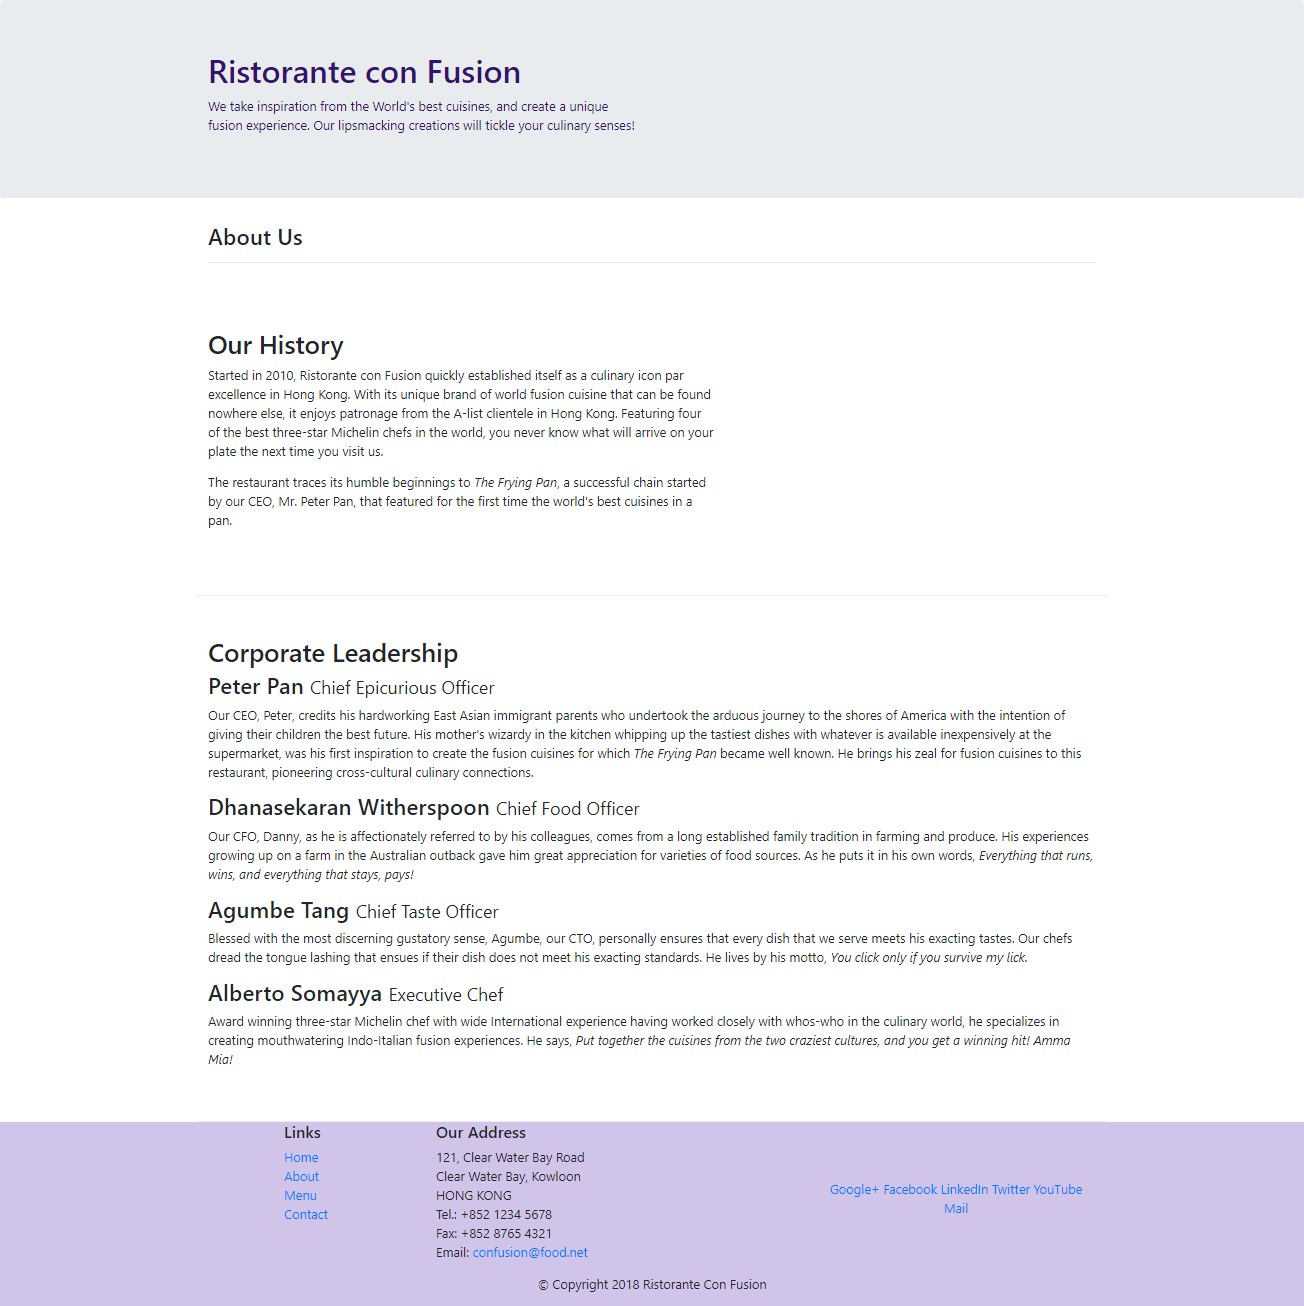 Ristorante con Fusion
We take inspiration from the World's best cuisines, and create a unique
fusion experience. Our lipsmacking creations will tickle your culinary senses!
About Us
Our History
Started in 2010, Ristorante con Fusion quickly established itself as a culinary icon par
excellence in Hong Kong. With its unique brand of world fusion cuisine that can be found
nowhere else, it enjoys patronage from the A-list clientele in Hong Kong. Featuring four
of the best three-star Michelin chefs in the world, you never know what will arrive on your
plate the next time you visit us.
The restaurant traces its humble beginnings to The Frying Pan, a successful chain started
by our CEO, Mr. Peter Pan, that featured for the first time the world's best cuisines in a
pan.
Corporate Leadership
Peter Pan Chief Epicurious Officer
Our CEO, Peter, credits his hardworking East Asian immigrant parents who undertook the arduous journey to the shores of America with the intention of
giving their children the best future. His mother's wizardy in the kitchen whipping up the tastiest dishes with whatever is available inexpensively at the
supermarket, was his first inspiration to create the fusion cuisines for which The Frying Pan became well known. He brings his zeal for fusion cuisines to this
restaurant, pioneering cross-cultural culinary connections.
Dhanasekaran Witherspoon Chief Food Officer
Our CFO, Danny, as he is affectionately referred to by his colleagues, comes from a long established family tradition in farming and produce. His experiences
growing up on a farm in the Australian outback gave him great appreciation for varieties of food sources. As he puts it in his own words, Everything that runs,
wins, and everything that stays, pays!
Agumbe Tang Chief Taste Officer
Blessed with the most discerning gustatory sense, Agumbe, our CTO, personally ensures that every dish that we serve meets his exacting tastes. Our chefs
dread the tongue lashing that ensues if their dish does not meet his exacting standards. He lives by his motto, You click only if you survive my lick.
Alberto Somayya Executive Chef
Award winning three-star Michelin chef with wide International experience having worked closely with whos-who in the culinary world, he specializes in
creating mouthwatering Indo-Italian fusion experiences. He says, Put together the cuisines from the two craziest cultures, and you get a winning hit! Amma
Mia!
Links
Home
About
Menu
Contact
Our Address
121, Clear Water Bay Road
Clear Water Bay, Kowloon
HONG KONG
Tel.: +852 1234 5678
Fax: +852 8765 4321
Email: confusion@food.net
Google+ Facebook LinkedIn Twitter YouTube
Mail
© Copyright 2018 Ristorante Con Fusion